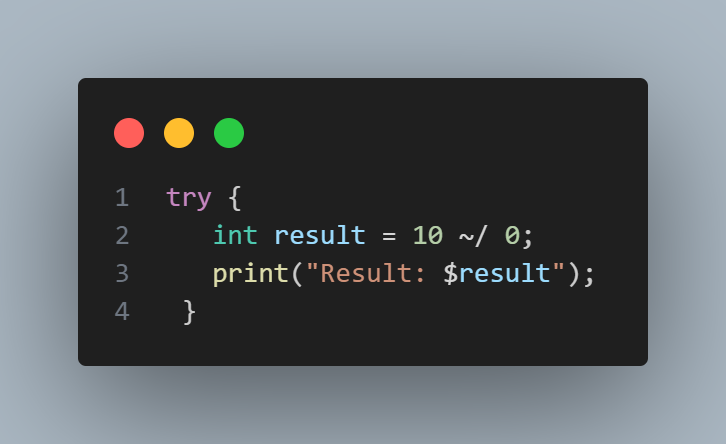 1 try {
2 int result = 10 ~/ 0;
3 print("Result: $result");
4 }